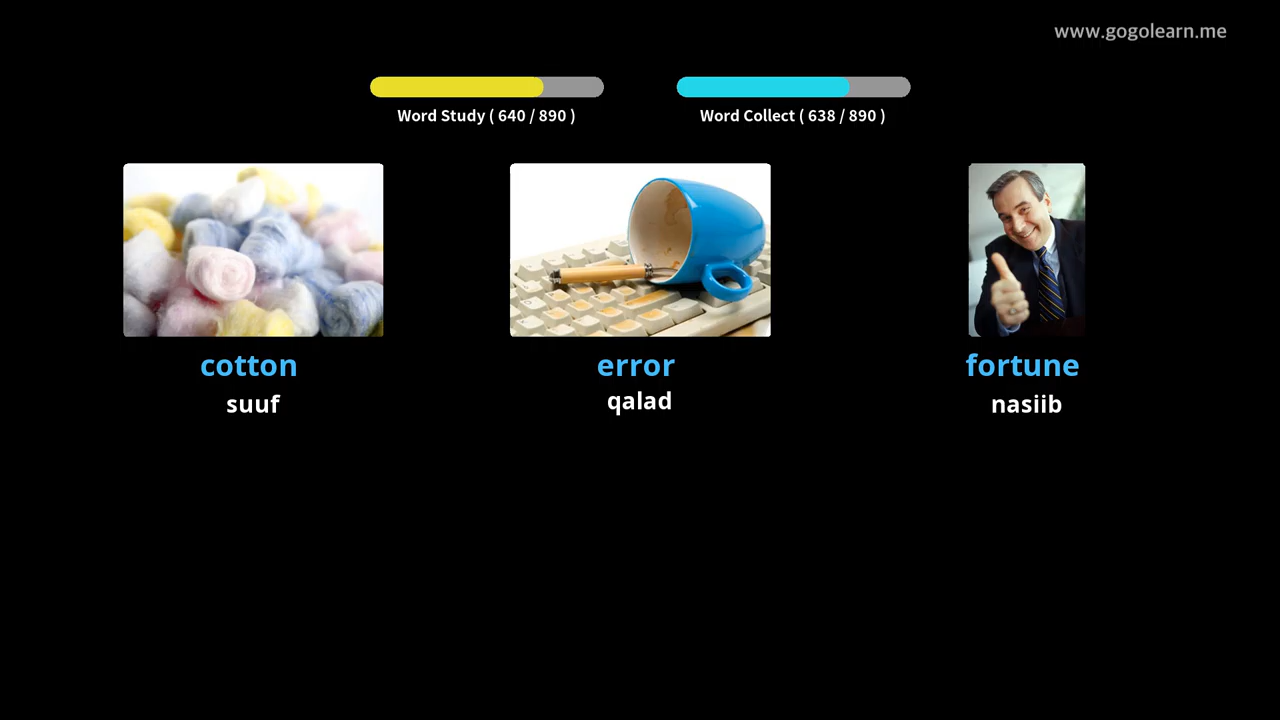 www.gogolearn.me
Word Study ( 640 / 890 )
Word Collect ( 638 / 890 )
cotton
suuf
error
qalad
fortune
nasiib